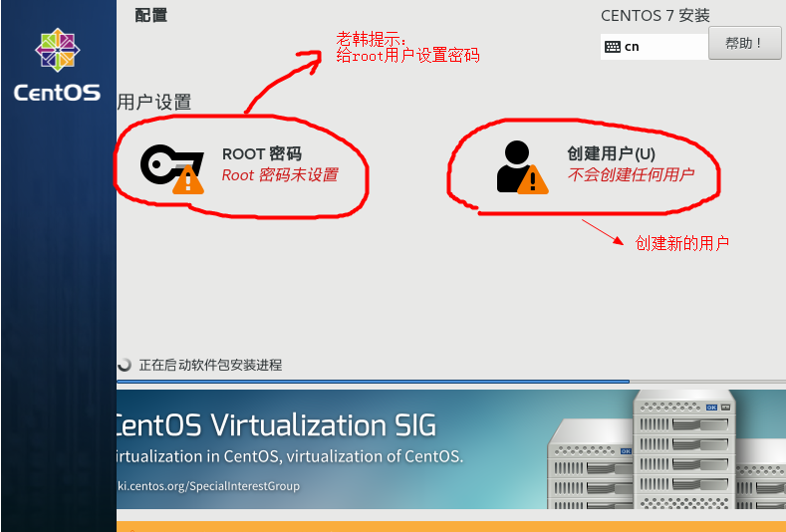 配置
CENTOS 7 安装
cn
帮助！
老韩提示：
给root用户设置密码
CentOS
用户设置
ROOT 密码
Root 密码未设置
创建用户(U)
不会创建任何用户
创建新的用户
正在启动软件包安装进程
CentOS Virtualization SIG
irtualization in CentOS, virtualization of CentOS.
ki.centos.org/SpecialInterestGroup